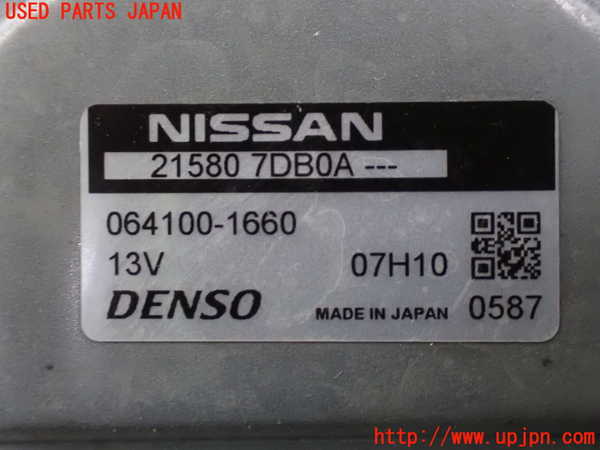 USED PARTS JAPAN
NISSAN
21580 7DB0A ---
064100-1660
13V 07H10
DENSO MADE IN JAPAN 0587
http://www.upjpn.com/